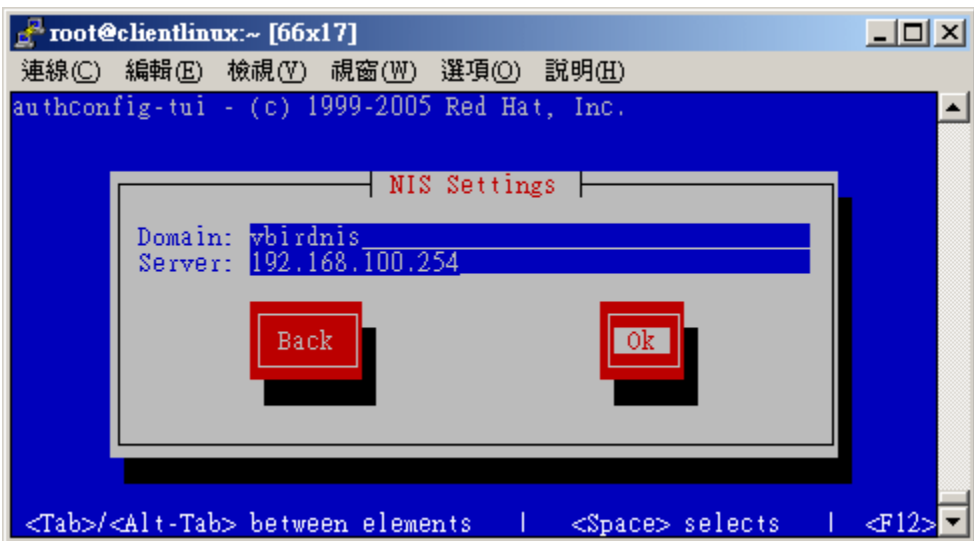 root@clientlinux:~ [66x17]
連線(C) 編輯(E) 檢視(V) 視窗(W) 選項(O) 說明(H)
authconfig-tui - (c) 1999-2005 Red Hat, Inc.
NIS Settings
Domain: vbirdnis
Server: 192.168.100.254
Back Ok
<Tab>/<Alt-Tab> between elements | <Space> selects | <F12>